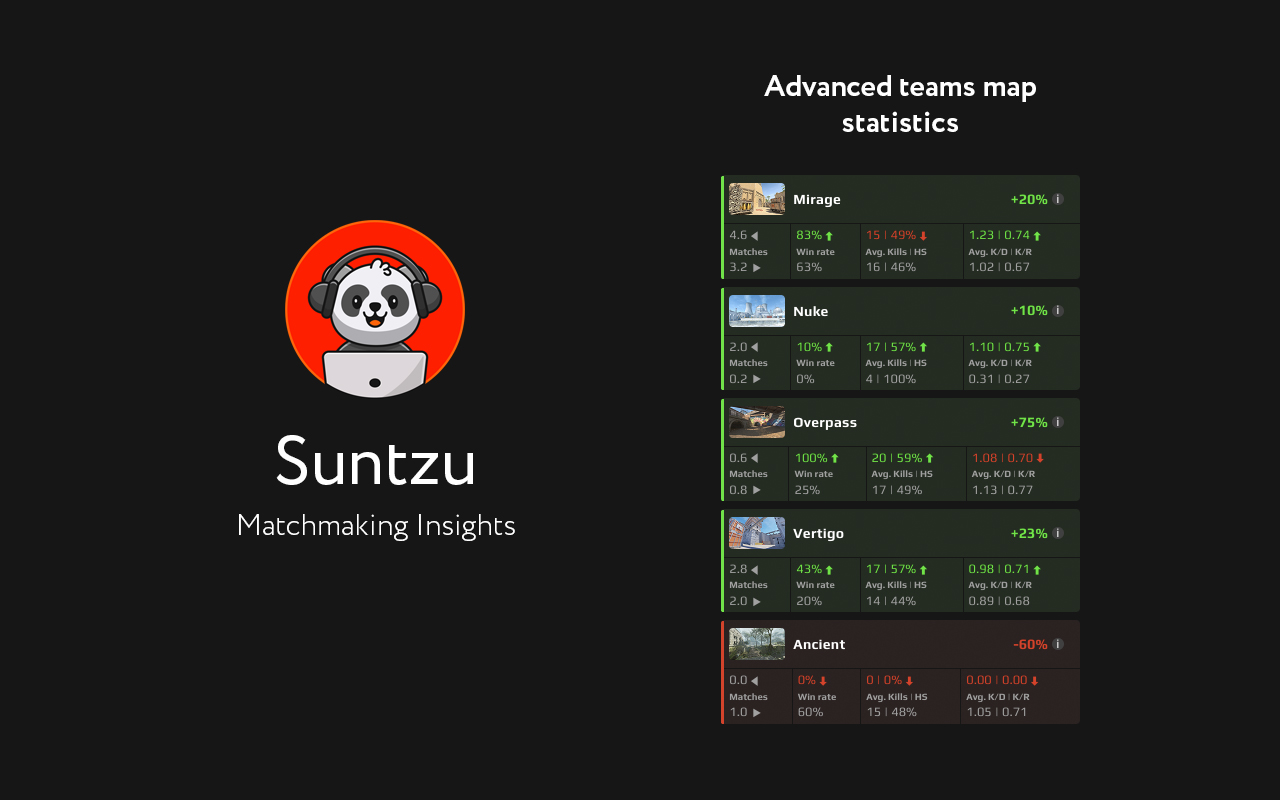 Suntzu
Matchmaking Insights
Advanced teams map
statistics
Mirage +20% i
4.6 ◀ 83% ⬆ 15 | 49% ⬇ 1.23 | 0.74 ⬆
Matches Win rate Avg. Kills | HS Avg. K/D | K/R
3.2 ▶ 63% 16 | 46% 1.02 | 0.67
Nuke +10% i
2.0 ◀ 10% ⬆ 17 | 57% ⬆ 1.10 | 0.75 ⬆
Matches Win rate Avg. Kills | HS Avg. K/D | K/R
0.2 ▶ 0% 4 | 100% 0.31 | 0.27
Overpass +75% i
0.6 ◀ 100% ⬆ 20 | 59% ⬆ 1.08 | 0.70 ⬇
Matches Win rate Avg. Kills | HS Avg. K/D | K/R
0.8 ▶ 25% 17 | 49% 1.13 | 0.77
Vertigo +23% i
2.8 ◀ 43% ⬆ 17 | 57% ⬆ 0.98 | 0.71 ⬆
Matches Win rate Avg. Kills | HS Avg. K/D | K/R
2.0 ▶ 20% 14 | 44% 0.89 | 0.68
Ancient -60% i
0.0 ◀ 0% ⬇ 0 | 0% ⬇ 0.00 | 0.00 ⬇
Matches Win rate Avg. Kills | HS Avg. K/D | K/R
1.0 ▶ 60% 15 | 48% 1.05 | 0.71